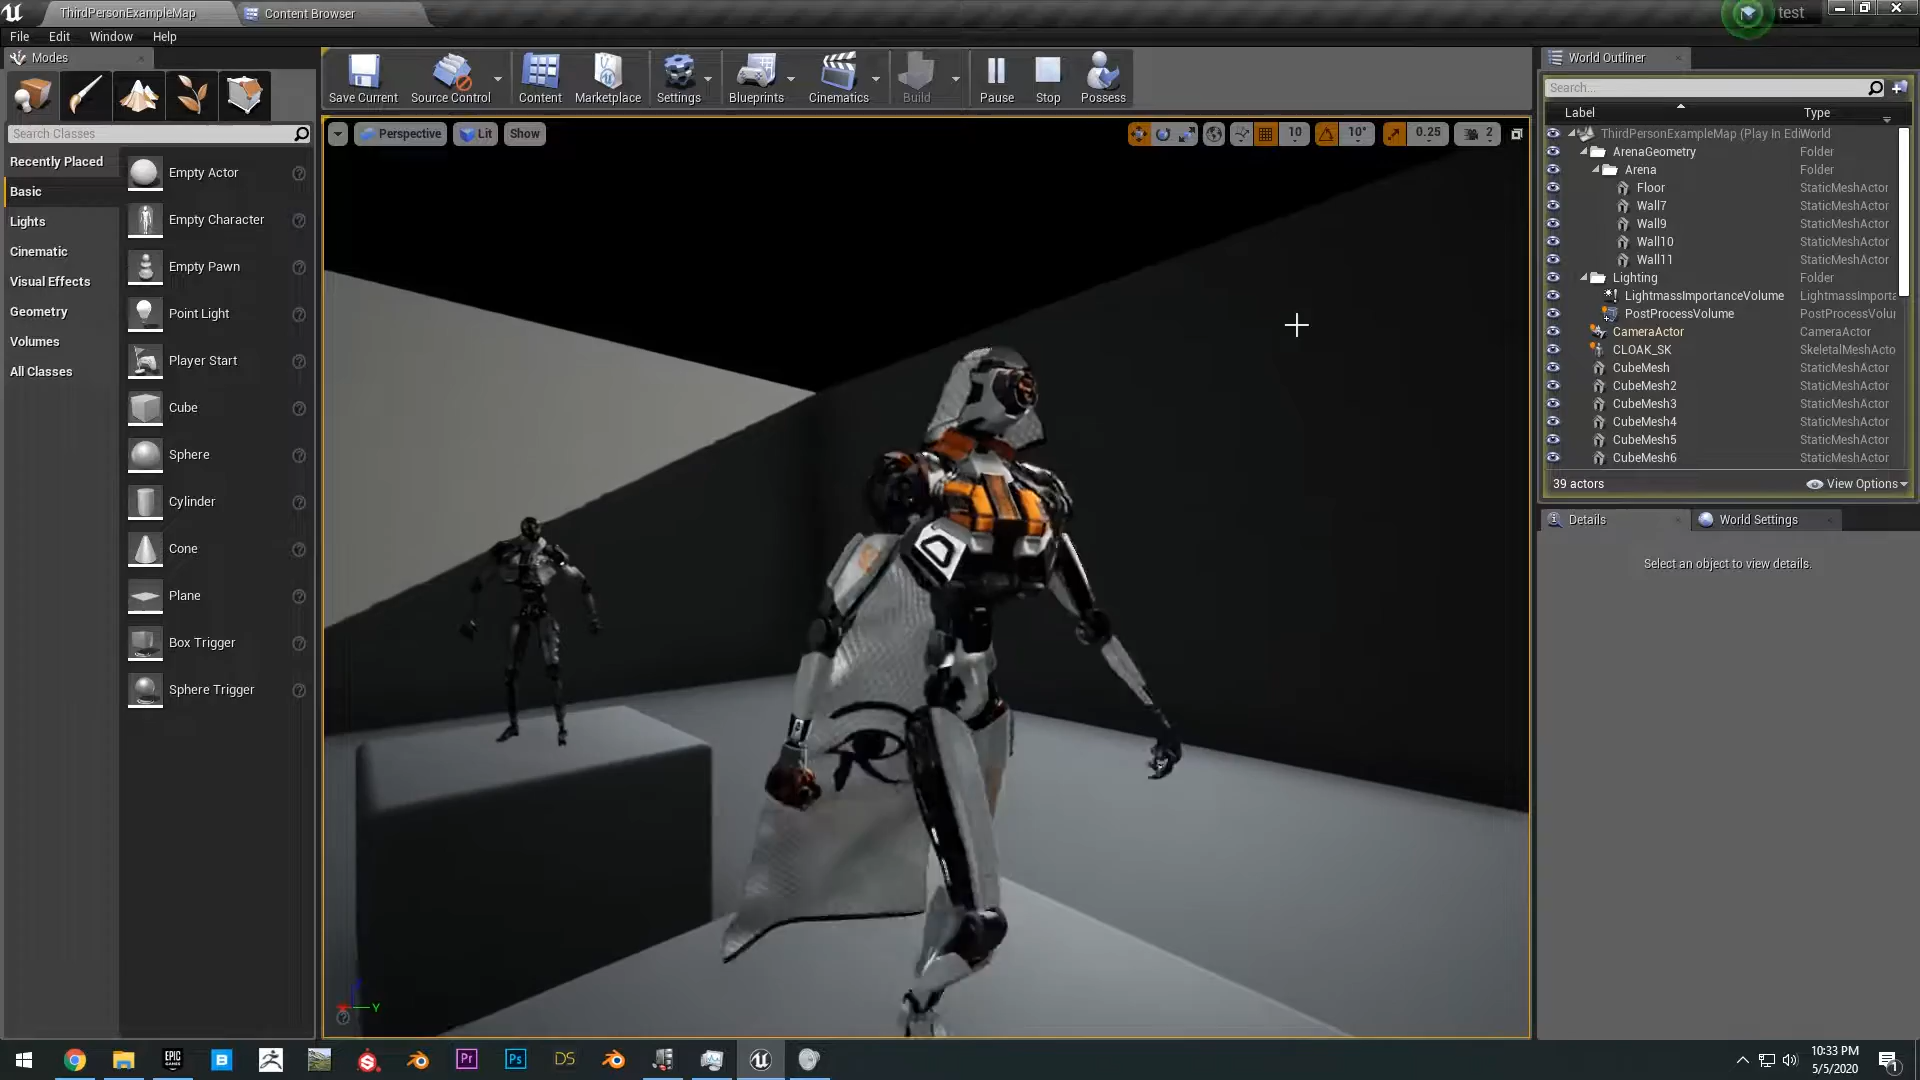 ThirdPersonExampleMap
Content Browser
test
File Edit Window Help
Modes
Save Current
Source Control
Content
Marketplace
Settings
Blueprints
Cinematics
Build
Pause
Stop
Possess
Search Classes
Recently Placed
Basic
Lights
Cinematic
Visual Effects
Geometry
Volumes
All Classes
Empty Actor
Empty Character
Empty Pawn
Point Light
Player Start
Cube
Sphere
Cylinder
Cone
Plane
Box Trigger
Sphere Trigger
Perspective
Lit
Show
10
10°
0.25
2
D
Y
World Outliner
Search...
Label Type
ThirdPersonExampleMap (Play In Edi World
ArenaGeometry Folder
Arena Folder
Floor StaticMeshActor
Wall7 StaticMeshActor
Wall9 StaticMeshActor
Wall10 StaticMeshActor
Wall11 StaticMeshActor
Lighting Folder
LightmassImportanceVolume LightmassImporta
PostProcessVolume PostProcessVolu
CameraActor CameraActor
CLOAK_SK SkeletalMeshActo
CubeMesh StaticMeshActor
CubeMesh2 StaticMeshActor
CubeMesh3 StaticMeshActor
CubeMesh4 StaticMeshActor
CubeMesh5 StaticMeshActor
CubeMesh6 StaticMeshActor
39 actors
View Options
Details
World Settings
Select an object to view details.
EPIC GAMES
B
Pr
Ps
DS
10:33 PM
5/5/2020
1